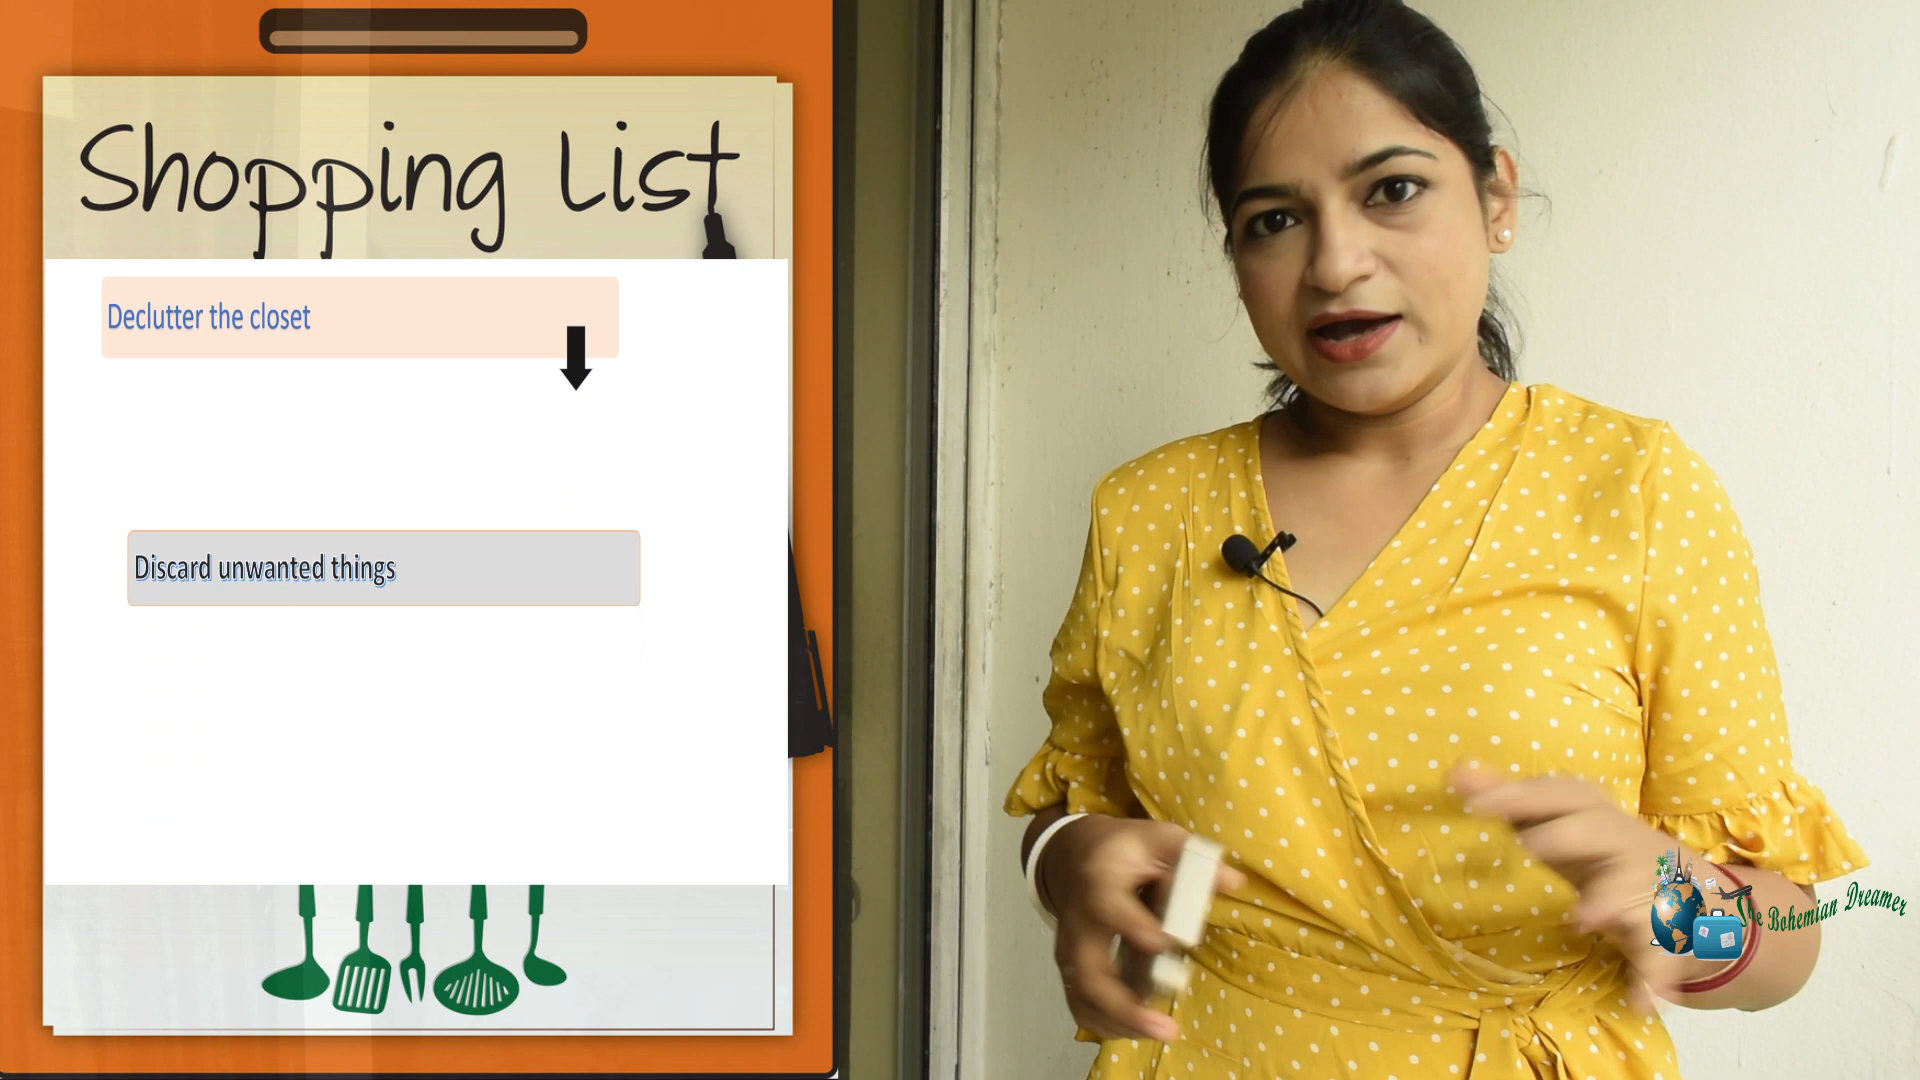 Shopping List
Declutter the closet
Discard unwanted things
The Bohemian Dreamer